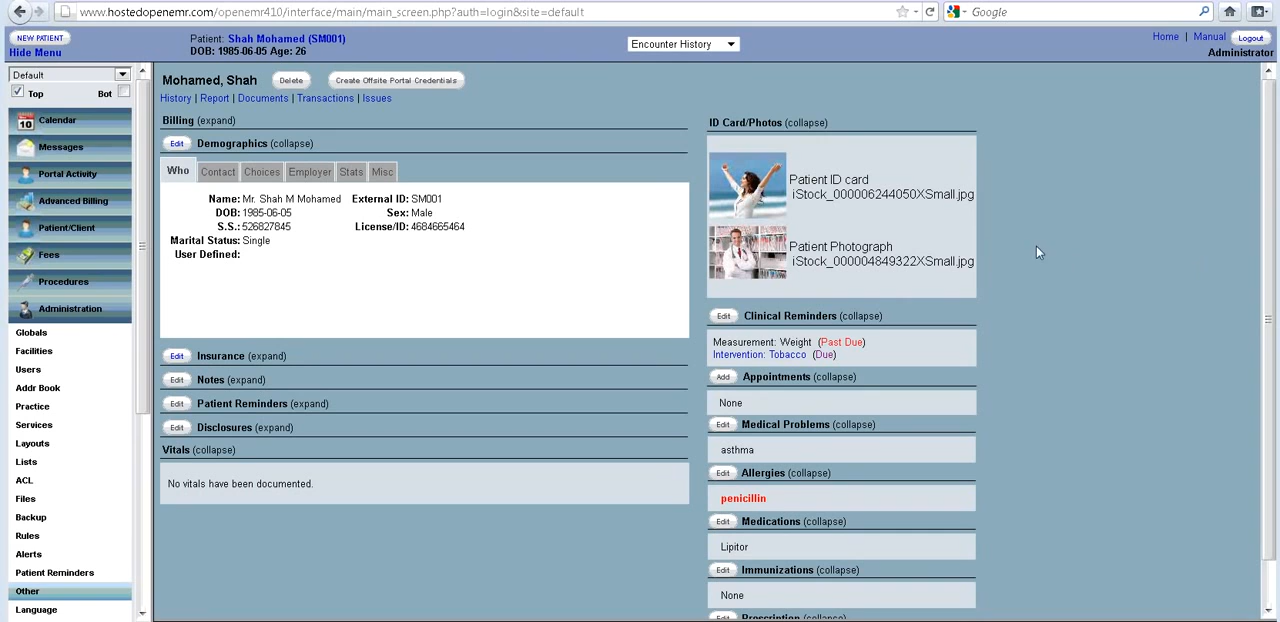 www.hostedopenemr.com/openemr410/interface/main/main_screen.php?auth=login&site=default
Google
NEW PATIENT
Hide Menu
Patient: Shah Mohamed (SM001)
DOB: 1985-06-05 Age: 26
Encounter History
Home | Manual
Logout
Administrator
Default
Top Bot
10
Calendar
Messages
Portal Activity
Advanced Billing
Patient/Client
Fees
Procedures
Administration
Globals
Facilities
Users
Addr Book
Practice
Services
Layouts
Lists
ACL
Files
Backup
Rules
Alerts
Patient Reminders
Other
Language
Mohamed, Shah
Delete
Create Offsite Portal Credentials
History | Report | Documents | Transactions | Issues
Billing (expand)
Edit Demographics (collapse)
Who Contact Choices Employer Stats Misc
Name: Mr. Shah M Mohamed External ID: SM001
DOB: 1985-06-05 Sex: Male
S.S.: 526827845 License/ID: 4684665464
Marital Status: Single
User Defined:
Edit Insurance (expand)
Edit Notes (expand)
Edit Patient Reminders (expand)
Edit Disclosures (expand)
Vitals (collapse)
No vitals have been documented.
ID Card/Photos (collapse)
Patient ID card
iStock_000006244050XSmall.jpg
Patient Photograph
iStock_000004849322XSmall.jpg
Edit Clinical Reminders (collapse)
Measurement: Weight (Past Due)
Intervention: Tobacco (Due)
Add Appointments (collapse)
None
Edit Medical Problems (collapse)
asthma
Edit Allergies (collapse)
penicillin
Edit Medications (collapse)
Lipitor
Edit Immunizations (collapse)
None
Edit Prescription (collapse)